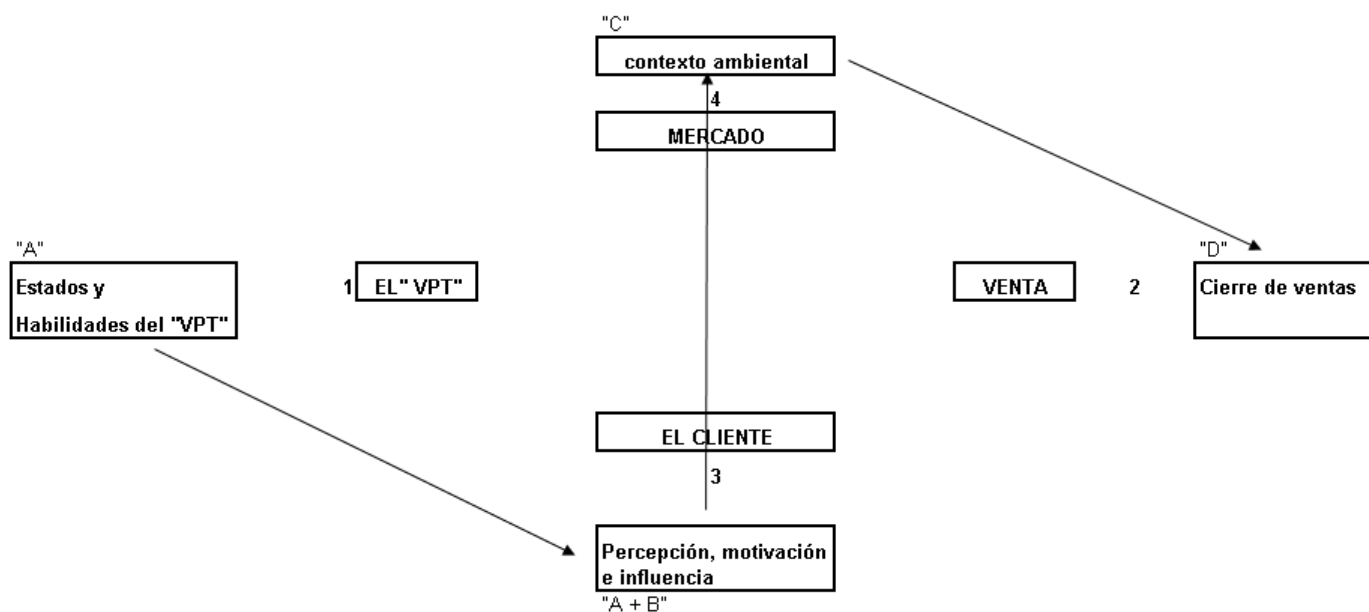 "C"
contexto ambiental
4
MERCADO
"A"
Estados y
Habilidades del "VPT"
1
EL" VPT"
VENTA
2
"D"
Cierre de ventas
EL CLIENTE
3
Percepción, motivación
e influencia
"A + B"